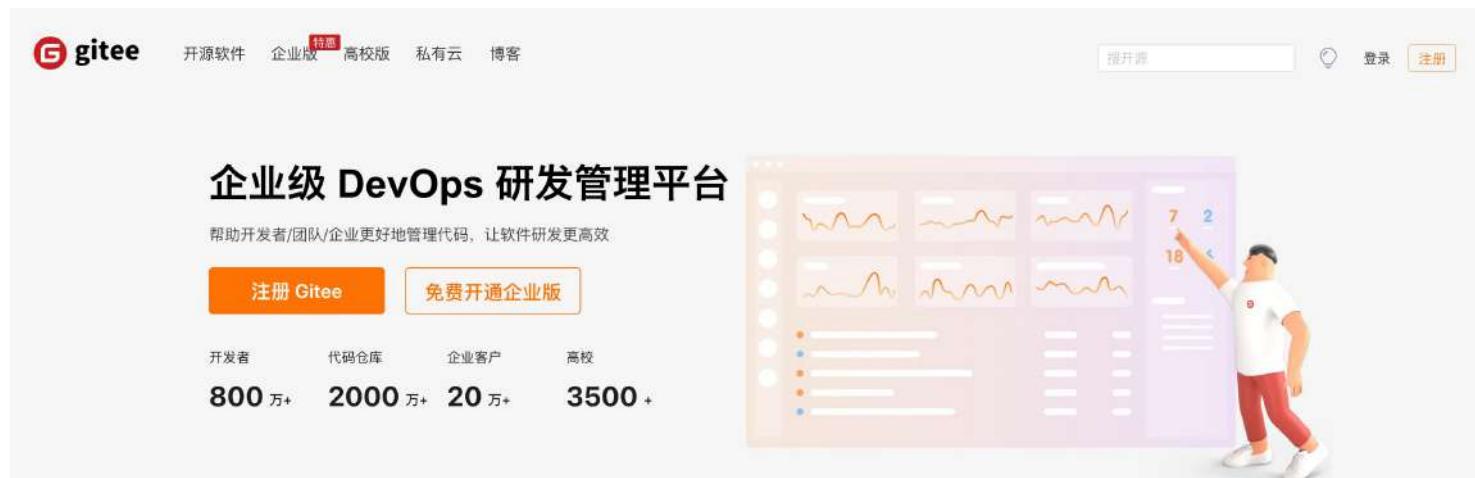 gitee
开源软件 企业版 特惠 高校版 私有云 博客
搜开源
登录 注册
企业级 DevOps 研发管理平台
帮助开发者/团队/企业更好地管理代码,让软件研发更高效
注册 Gitee 免费开通企业版
开发者 代码仓库 企业客户 高校
800 万+ 2000 万+ 20 万+ 3500 +
7 2
18